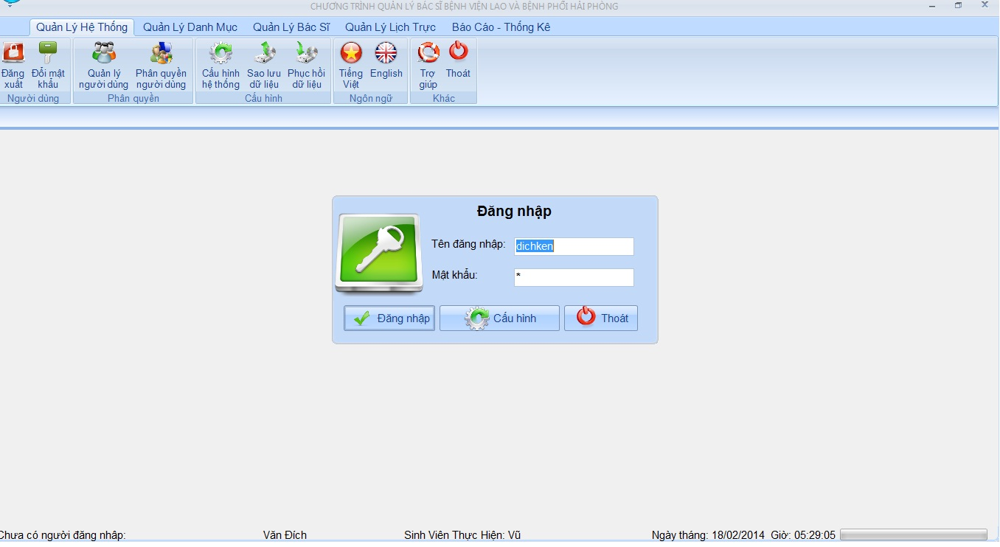 CHƯƠNG TRÌNH QUẢN LÝ BÁC SĨ BỆNH VIỆN LAO VÀ BỆNH PHỔI HẢI PHÒNG
Quản Lý Hệ Thống Quản Lý Danh Mục Quản Lý Bác Sĩ Quản Lý Lịch Trực Báo Cáo - Thống Kê
Đăng xuất
Đổi mật khẩu
Quản lý người dùng
Phân quyền người dùng
Cấu hình hệ thống
Sao lưu dữ liệu
Phục hồi dữ liệu
Tiếng Việt
English
Trợ giúp
Thoát
Người dùng Phân quyền Cấu hình Ngôn ngữ Khác
Đăng nhập
Tên đăng nhập: dichken
Mật khẩu: *
Đăng nhập Cấu hình Thoát
Chưa có người đăng nhập: Văn Đích Sinh Viên Thực Hiện: Vũ Ngày tháng: 18/02/2014 Giờ: 05:29:05